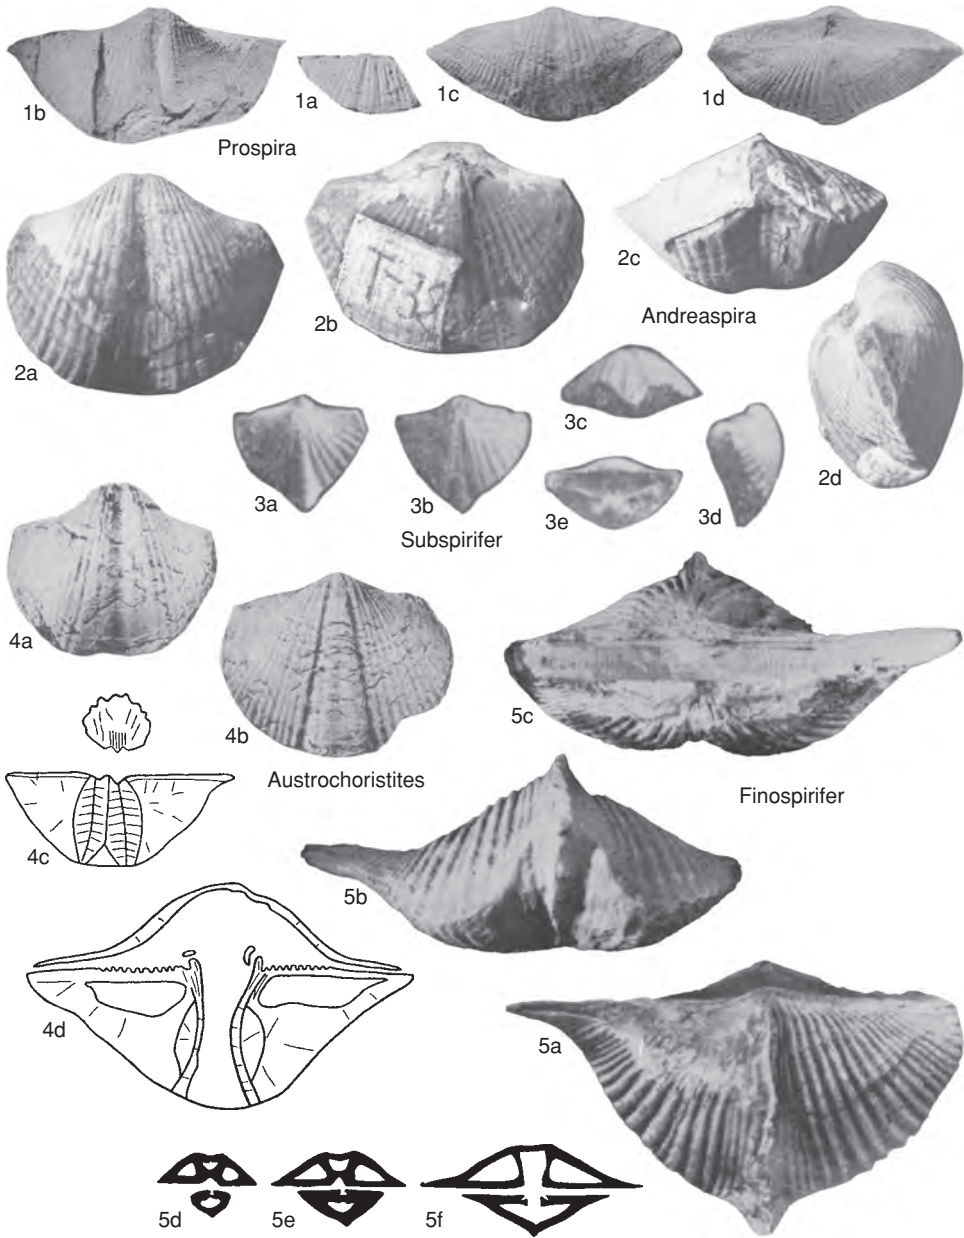 1b
1a
1c
1d
Prospira
2a
2b
T-35
2c
Andreaspira
2d
3a
3b
3c
3e
3d
Subspirifer
4a
4b
Austrochoristites
5c
Finospirifer
4c
5b
4d
5a
5d
5e
5f